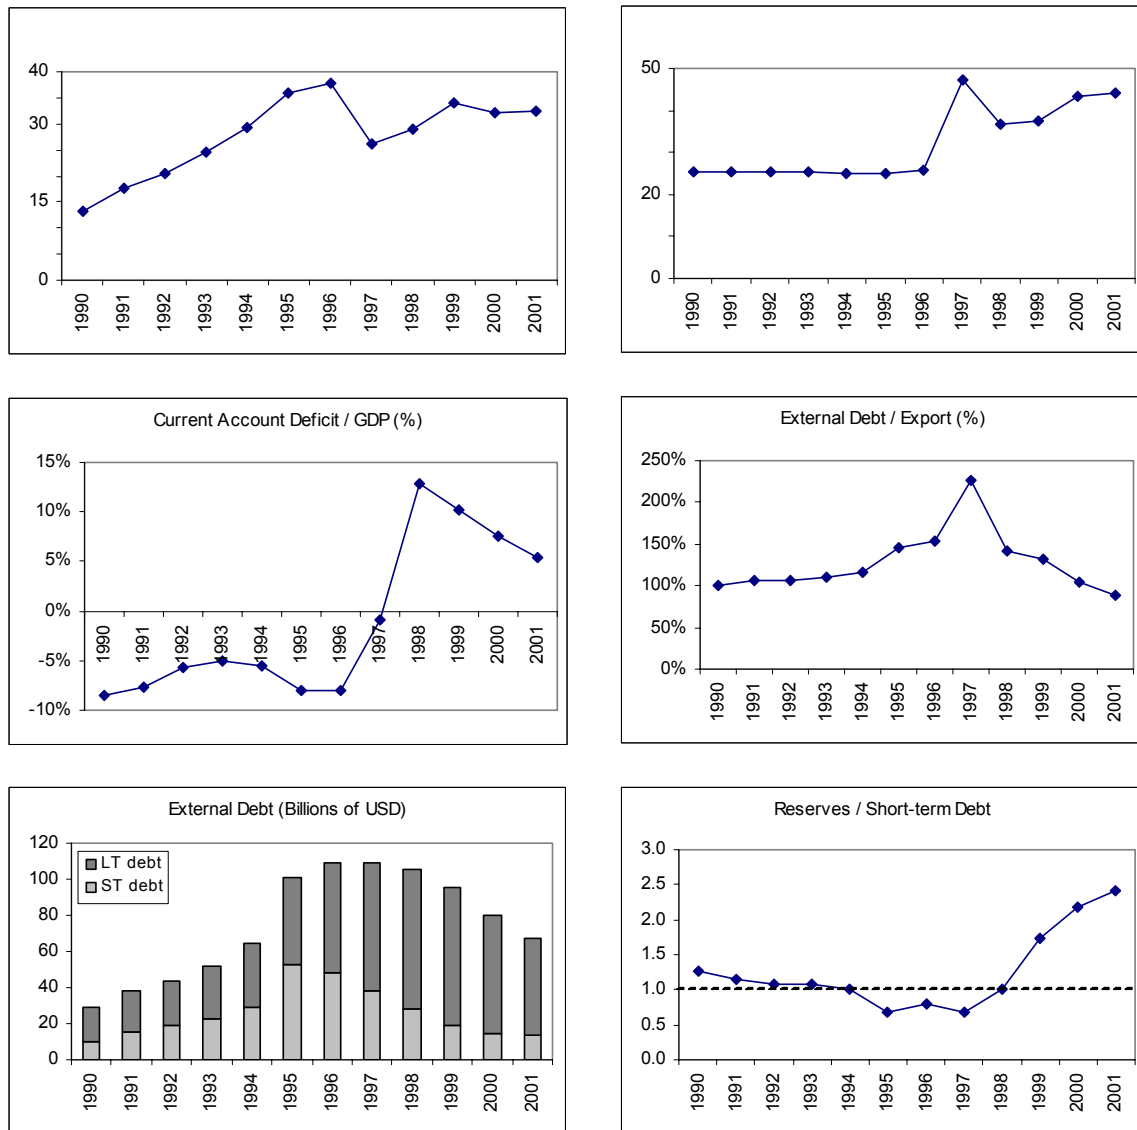 40
30
15
0
1990 1991 1992 1993 1994 1995 1996 1997 1998 1999 2000 2001
50
20
0
1990 1991 1992 1993 1994 1995 1996 1997 1998 1999 2000 2001
Current Account Deficit / GDP (%)
15%
10%
5%
0%
-5%
-10%
1990 1991 1992 1993 1994 1995 1996 1997 1998 1999 2000 2001
External Debt / Export (%)
250%
200%
150%
100%
50%
0%
1990 1991 1992 1993 1994 1995 1996 1997 1998 1999 2000 2001
External Debt (Billions of USD)
120
100
80
60
40
20
0
LT debt
ST debt
1990 1991 1992 1993 1994 1995 1996 1997 1998 1999 2000 2001
Reserves / Short-term Debt
3.0
2.5
2.0
1.5
1.0
0.5
0.0
1990 1991 1992 1993 1994 1995 1996 1997 1998 1999 2000 2001